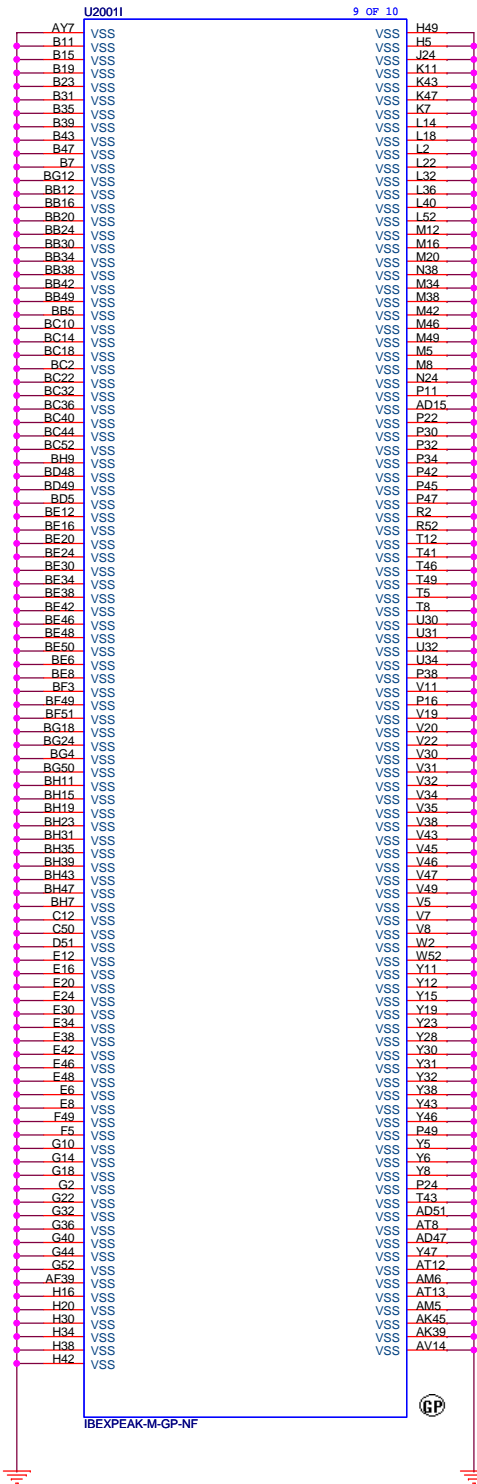 U2001I 9 OF 10
AY7 VSS VSS H49
B11 VSS VSS H5
B15 VSS VSS J24
B19 VSS VSS K11
B23 VSS VSS K43
B31 VSS VSS K47
B35 VSS VSS K7
B39 VSS VSS L14
B43 VSS VSS L18
B47 VSS VSS L2
B7 VSS VSS L22
BG12 VSS VSS L32
BB12 VSS VSS L36
BB16 VSS VSS L40
BB20 VSS VSS L52
BB24 VSS VSS M12
BB30 VSS VSS M16
BB34 VSS VSS M20
BB38 VSS VSS N38
BB42 VSS VSS M34
BB49 VSS VSS M38
BB5 VSS VSS M42
BC10 VSS VSS M46
BC14 VSS VSS M49
BC18 VSS VSS M5
BC2 VSS VSS M8
BC22 VSS VSS N24
BC32 VSS VSS P11
BC36 VSS VSS AD15
BC40 VSS VSS P22
BC44 VSS VSS P30
BC52 VSS VSS P32
BH9 VSS VSS P34
BD48 VSS VSS P42
BD49 VSS VSS P45
BD5 VSS VSS P47
BE12 VSS VSS R2
BE16 VSS VSS R52
BE20 VSS VSS T12
BE24 VSS VSS T41
BE30 VSS VSS T46
BE34 VSS VSS T49
BE38 VSS VSS T5
BE42 VSS VSS T8
BE46 VSS VSS U30
BE48 VSS VSS U31
BE50 VSS VSS U32
BE6 VSS VSS U34
BE8 VSS VSS P38
BF3 VSS VSS V11
BF49 VSS VSS P16
BF51 VSS VSS V19
BG18 VSS VSS V20
BG24 VSS VSS V22
BG4 VSS VSS V30
BG50 VSS VSS V31
BH11 VSS VSS V32
BH15 VSS VSS V34
BH19 VSS VSS V35
BH23 VSS VSS V38
BH31 VSS VSS V43
BH35 VSS VSS V45
BH39 VSS VSS V46
BH43 VSS VSS V47
BH47 VSS VSS V49
BH7 VSS VSS V5
C12 VSS VSS V7
C50 VSS VSS V8
D51 VSS VSS W2
E12 VSS VSS W52
E16 VSS VSS Y11
E20 VSS VSS Y12
E24 VSS VSS Y15
E30 VSS VSS Y19
E34 VSS VSS Y23
E38 VSS VSS Y28
E42 VSS VSS Y30
E46 VSS VSS Y31
E48 VSS VSS Y32
E6 VSS VSS Y38
E8 VSS VSS Y43
F49 VSS VSS Y46
F5 VSS VSS P49
G10 VSS VSS Y5
G14 VSS VSS Y6
G18 VSS VSS Y8
G2 VSS VSS P24
G22 VSS VSS T43
G32 VSS VSS AD51
G36 VSS VSS AT8
G40 VSS VSS AD47
G44 VSS VSS Y47
G52 VSS VSS AT12
AF39 VSS VSS AM6
H16 VSS VSS AT13
H20 VSS VSS AM5
H30 VSS VSS AK45
H34 VSS VSS AK39
H38 VSS VSS AV14
H42 VSS
GP
IBEXPEAK-M-GP-NF